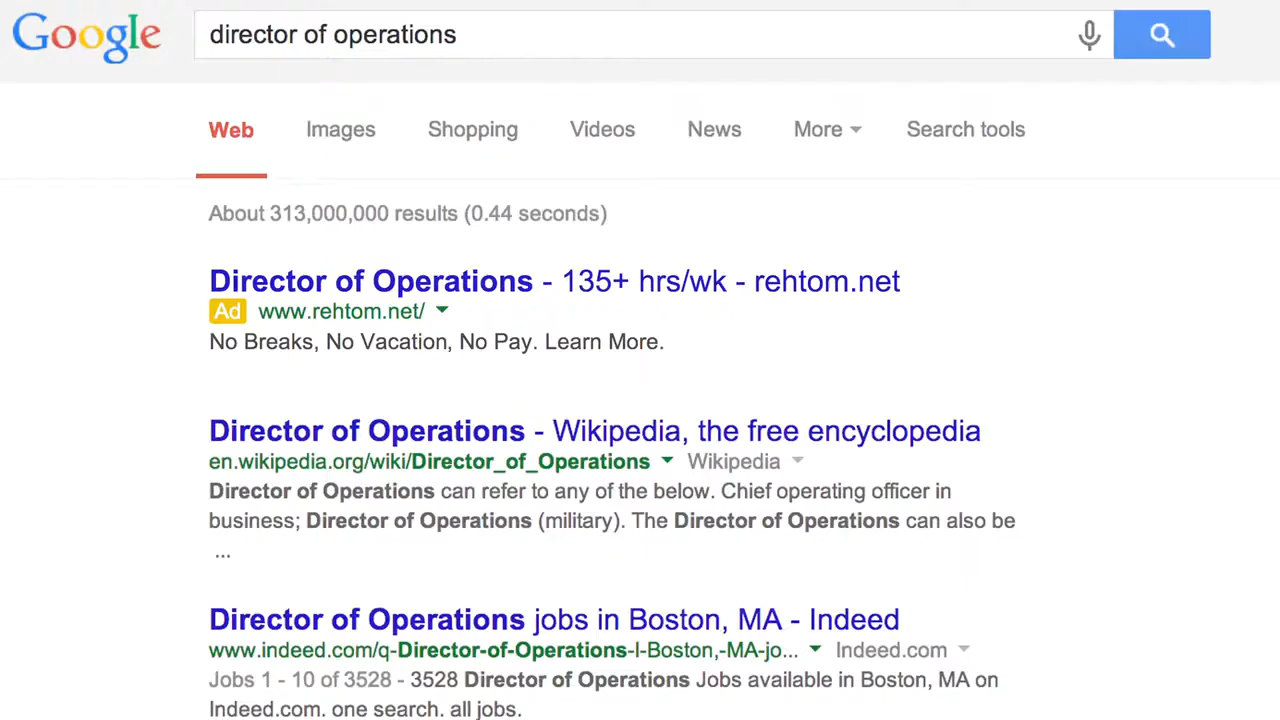 Google
director of operations
Web Images Shopping Videos News More Search tools
About 313,000,000 results (0.44 seconds)
Director of Operations - 135+ hrs/wk - rehtom.net
Ad www.rehtom.net/
No Breaks, No Vacation, No Pay. Learn More.
Director of Operations - Wikipedia, the free encyclopedia
en.wikipedia.org/wiki/Director_of_Operations Wikipedia
Director of Operations can refer to any of the below. Chief operating officer in
business; Director of Operations (military). The Director of Operations can also be
...
Director of Operations jobs in Boston, MA - Indeed
www.indeed.com/q-Director-of-Operations-l-Boston,-MA-jo... Indeed.com
Jobs 1 - 10 of 3528 - 3528 Director of Operations Jobs available in Boston, MA on
Indeed.com. one search. all jobs.